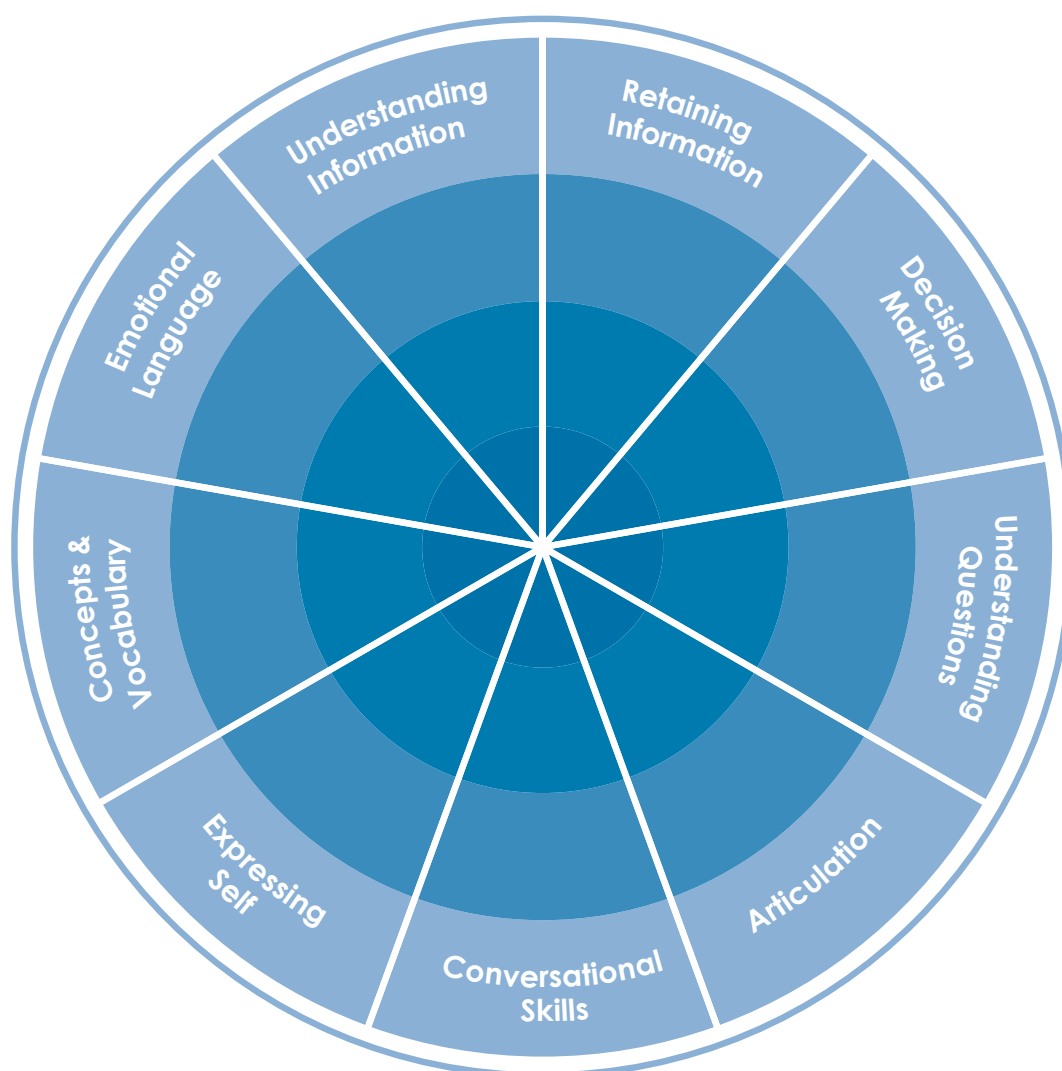 Retaining
Information
Decision
Making
Understanding
Questions
Articulation
Conversational
Skills
Expressing
Self
Concepts &
Vocabulary
Emotional
Language
Understanding
Information